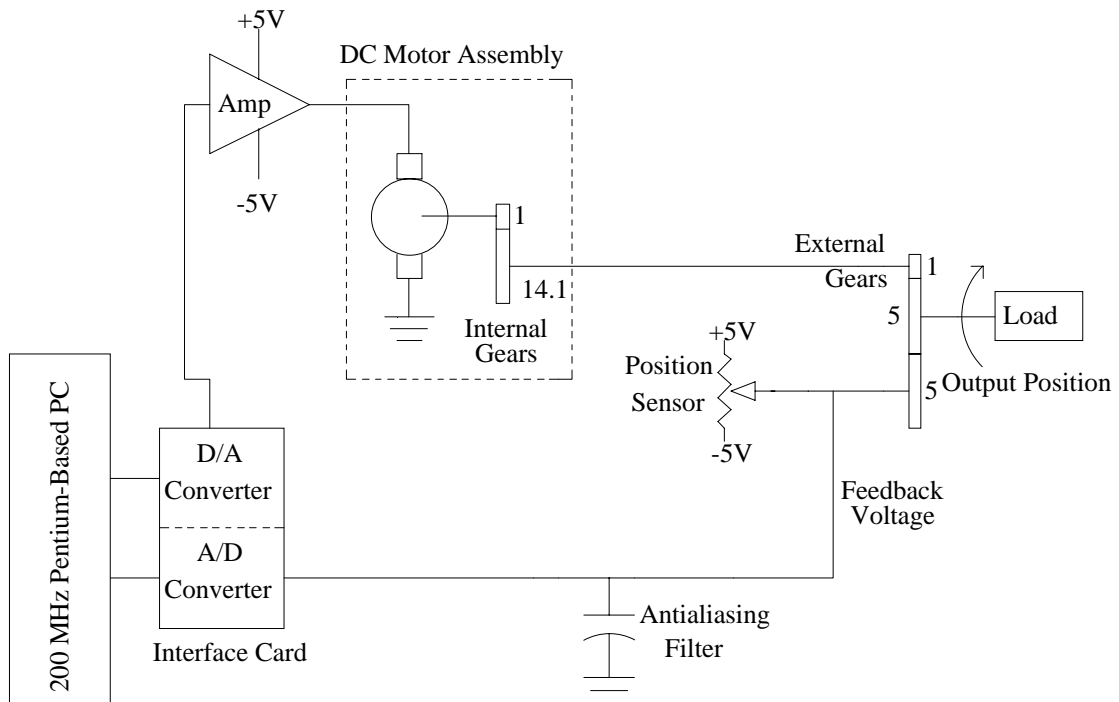 +5V
DC Motor Assembly
Amp
-5V
1
14.1
Internal
Gears
External
Gears
1
5
5
Load
Output Position
+5V
Position
Sensor
-5V
Feedback
Voltage
200 MHz Pentium-Based PC
D/A
Converter
A/D
Converter
Interface Card
Antialiasing
Filter